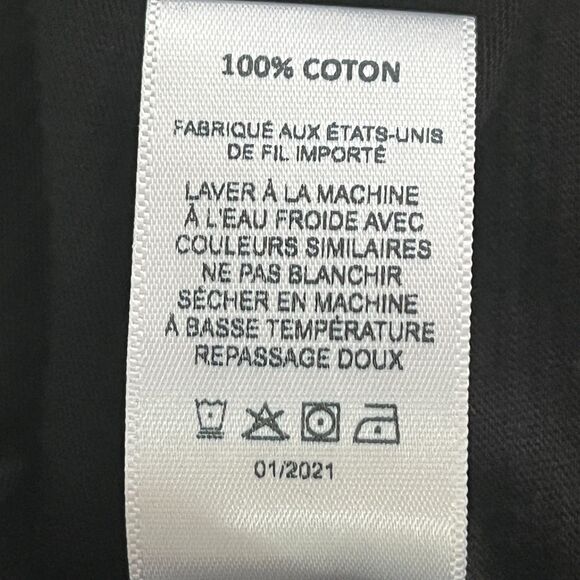 100% COTON
FABRIQUÉ AUX ÉTATS-UNIS
DE FIL IMPORTÉ
LAVER À LA MACHINE
À L'EAU FROIDE AVEC
COULEURS SIMILAIRES
NE PAS BLANCHIR
SÉCHER EN MACHINE
À BASSE TEMPÉRATURE
REPASSAGE DOUX
01/2021